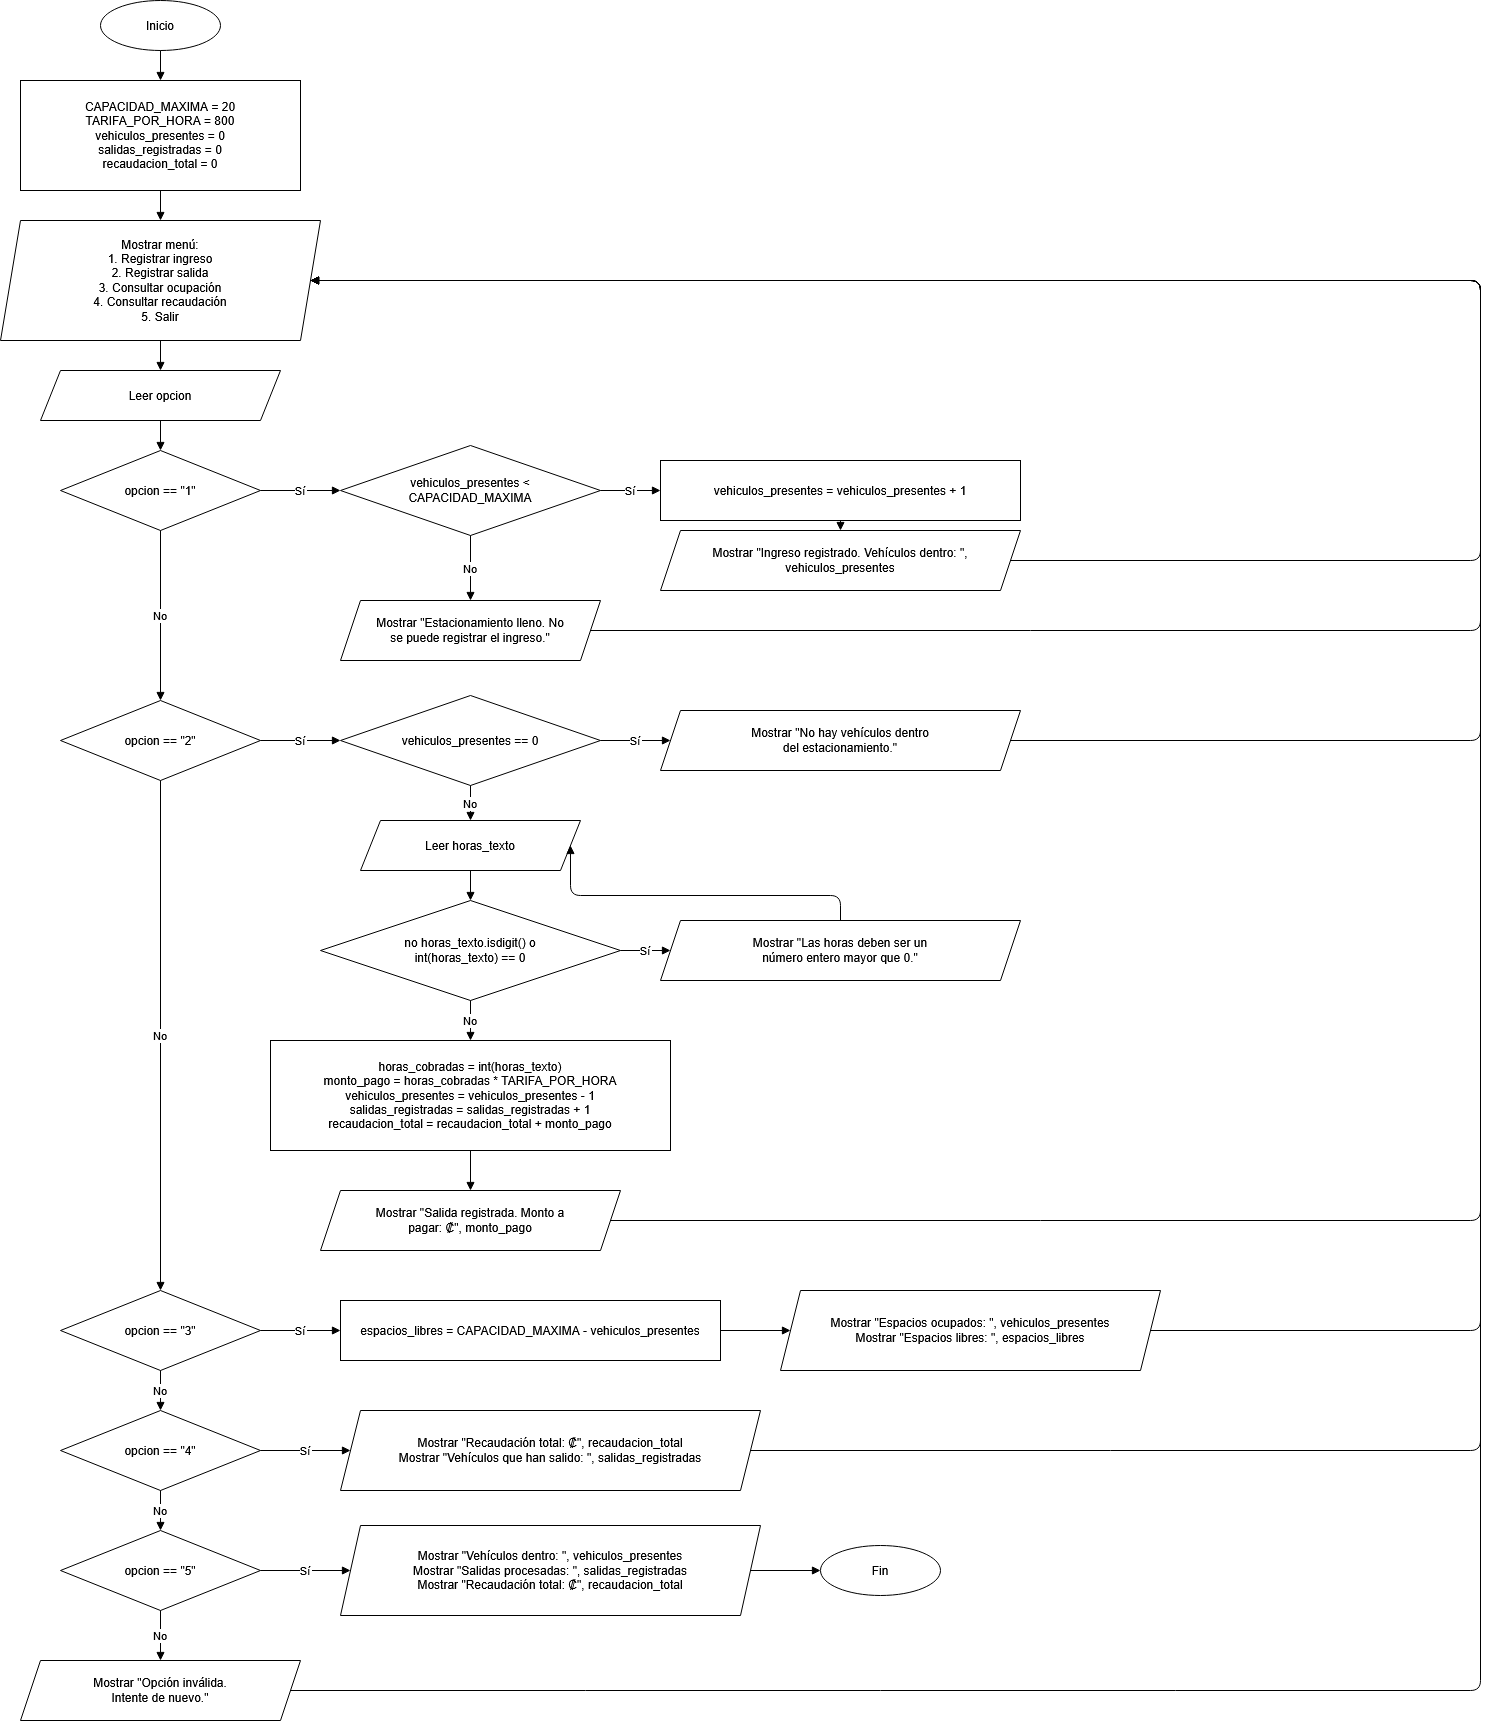 Inicio
CAPACIDAD_MAXIMA = 20
TARIFA_POR_HORA = 800
vehiculos_presentes = 0
salidas_registradas = 0
recaudacion_total = 0
Mostrar menú:
1. Registrar ingreso
2. Registrar salida
3. Consultar ocupación
4. Consultar recaudación
5. Salir
Leer opcion
opcion == "1"
Sí
vehiculos_presentes <
CAPACIDAD_MAXIMA
Sí
vehiculos_presentes = vehiculos_presentes + 1
Mostrar "Ingreso registrado. Vehículos dentro: ",
vehiculos_presentes
No
Mostrar "Estacionamiento lleno. No
se puede registrar el ingreso."
No
opcion == "2"
Sí
vehiculos_presentes == 0
Sí
Mostrar "No hay vehículos dentro
del estacionamiento."
No
Leer horas_texto
no horas_texto.isdigit() o
int(horas_texto) == 0
Sí
Mostrar "Las horas deben ser un
número entero mayor que 0."
No
horas_cobradas = int(horas_texto)
monto_pago = horas_cobradas * TARIFA_POR_HORA
vehiculos_presentes = vehiculos_presentes - 1
salidas_registradas = salidas_registradas + 1
recaudacion_total = recaudacion_total + monto_pago
Mostrar "Salida registrada. Monto a
pagar: ₡", monto_pago
No
opcion == "3"
Sí
espacios_libres = CAPACIDAD_MAXIMA - vehiculos_presentes
Mostrar "Espacios ocupados: ", vehiculos_presentes
Mostrar "Espacios libres: ", espacios_libres
No
opcion == "4"
Sí
Mostrar "Recaudación total: ₡", recaudacion_total
Mostrar "Vehículos que han salido: ", salidas_registradas
No
opcion == "5"
Sí
Mostrar "Vehículos dentro: ", vehiculos_presentes
Mostrar "Salidas procesadas: ", salidas_registradas
Mostrar "Recaudación total: ₡", recaudacion_total
Fin
No
Mostrar "Opción inválida.
Intente de nuevo."